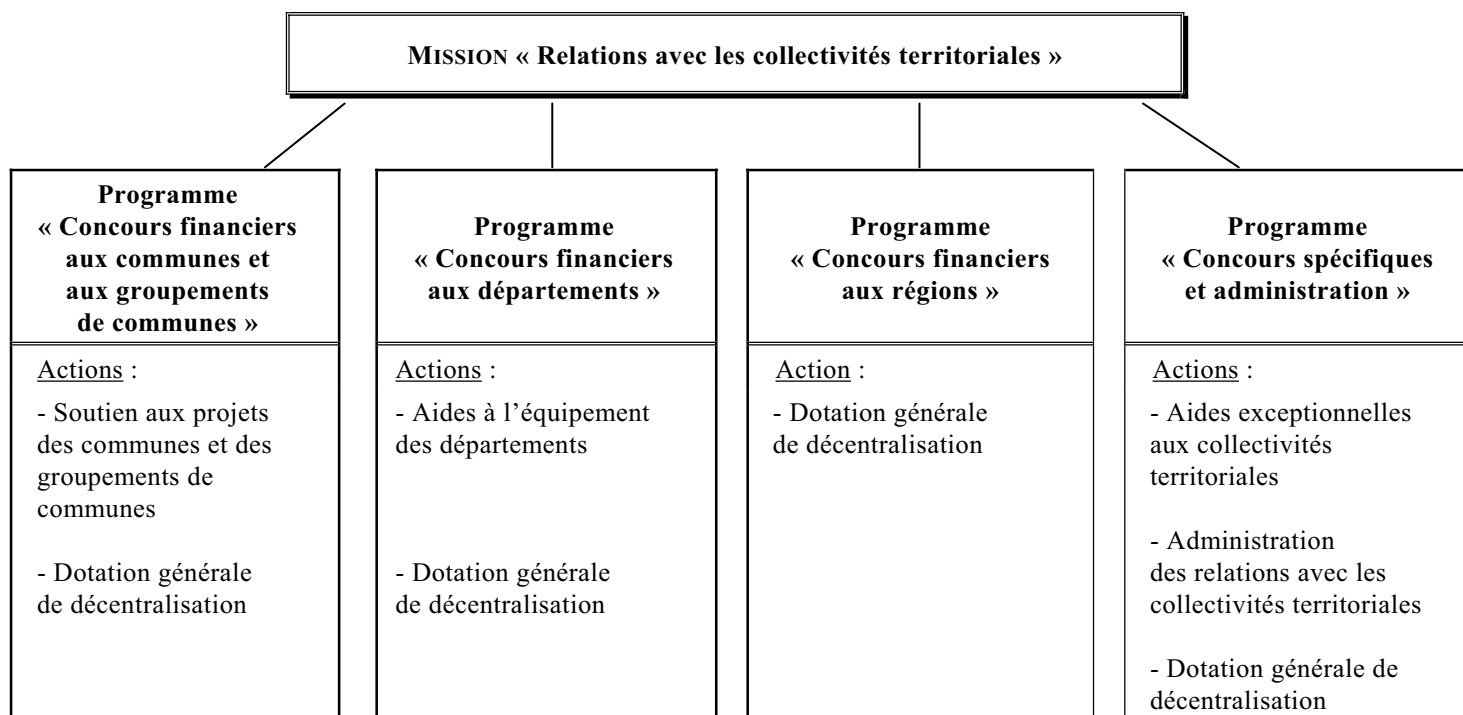 MISSION « Relations avec les collectivités territoriales »
Programme
« Concours financiers
aux communes et
aux groupements
de communes »
Actions :
- Soutien aux projets
des communes et des
groupements de
communes
- Dotation générale
de décentralisation
Programme
« Concours financiers
aux départements »
Actions :
- Aides à l’équipement
des départements
- Dotation générale
de décentralisation
Programme
« Concours financiers
aux régions »
Action :
- Dotation générale
de décentralisation
Programme
« Concours spécifiques
et administration »
Actions :
- Aides exceptionnelles
aux collectivités
territoriales
- Administration
des relations avec les
collectivités territoriales
- Dotation générale de
décentralisation